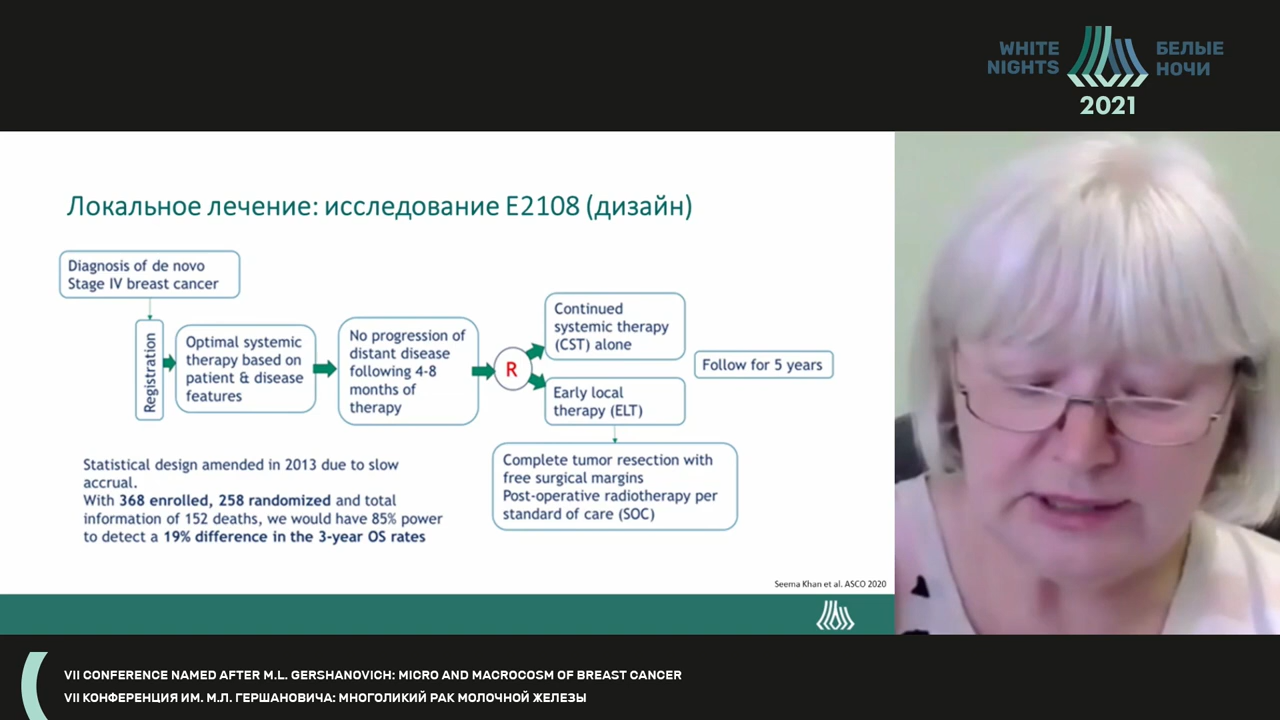 WHITE
NIGHTS
БЕЛЫЕ
НОЧИ
2021
Локальное лечение: исследование E2108 (дизайн)
Diagnosis of de novo
Stage IV breast cancer
Registration
Optimal systemic
therapy based on
patient & disease
features
No progression of
distant disease
following 4-8
months of
therapy
R
Continued
systemic therapy
(CST) alone
Early local
therapy (ELT)
Follow for 5 years
Complete tumor resection with
free surgical margins
Post-operative radiotherapy per
standard of care (SOC)
Statistical design amended in 2013 due to slow
accrual.
With 368 enrolled, 258 randomized and total
information of 152 deaths, we would have 85% power
to detect a 19% difference in the 3-year OS rates
Seema Khan et al. ASCO 2020
VII CONFERENCE NAMED AFTER M.L. GERSHANOVICH: MICRO AND MACROCOSM OF BREAST CANCER
VII КОНФЕРЕНЦИЯ ИМ. М.Л. ГЕРШАНОВИЧА: МНОГОЛИКИЙ РАК МОЛОЧНОЙ ЖЕЛЕЗЫ